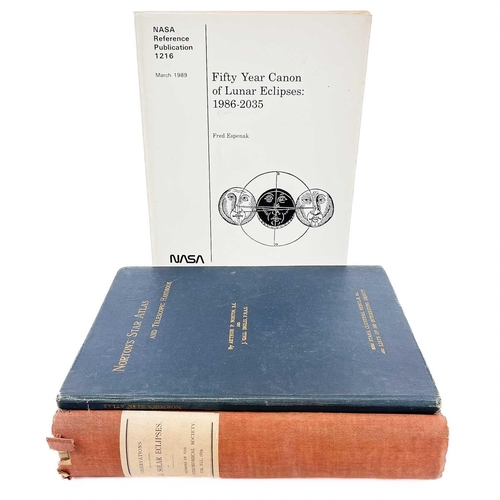 NASA
Reference
Publication
1216
March 1989
Fifty Year Canon
of Lunar Eclipses:
1986-2035
Fred Espenak
NASA
NORTON'S STAR ATLAS
AND TELESCOPIC HANDBOOK
By ARTHUR P. NORTON, B.A.
AND
J. GALL INGLIS, F.R.A.S.
SOLAR ECLIPSES.
SOCIETY